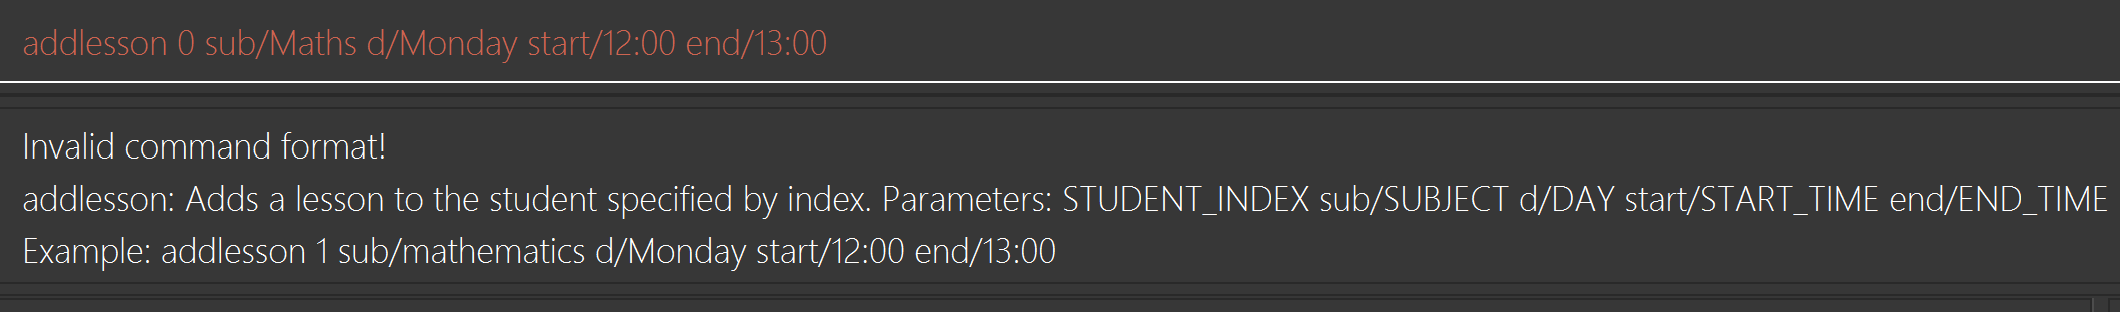 addlesson 0 sub/Maths d/Monday start/12:00 end/13:00
Invalid command format!
addlesson: Adds a lesson to the student specified by index. Parameters: STUDENT_INDEX sub/SUBJECT d/DAY start/START_TIME end/END_TIME
Example: addlesson 1 sub/mathematics d/Monday start/12:00 end/13:00